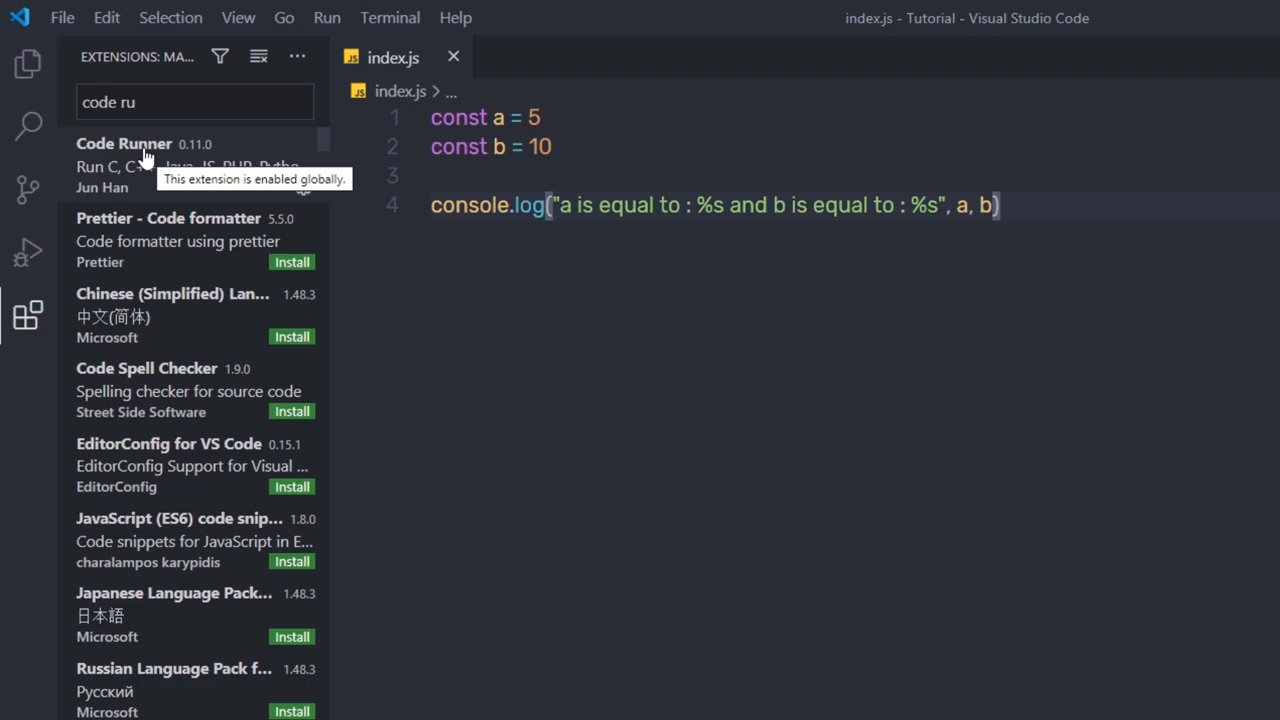 File Edit Selection View Go Run Terminal Help
index.js - Tutorial - Visual Studio Code
EXTENSIONS: MA...
code ru
Code Runner 0.11.0
Run C, C++, Java, JS, PHP, Pytho...
This extension is enabled globally.
Jun Han
Prettier - Code formatter 5.5.0
Code formatter using prettier
Prettier Install
Chinese (Simplified) Lan... 1.48.3
中文(简体)
Microsoft Install
Code Spell Checker 1.9.0
Spelling checker for source code
Street Side Software Install
EditorConfig for VS Code 0.15.1
EditorConfig Support for Visual ...
EditorConfig Install
JavaScript (ES6) code snip... 1.8.0
Code snippets for JavaScript in E...
charalampos karypidis Install
Japanese Language Pack... 1.48.3
日本語
Microsoft Install
Russian Language Pack f... 1.48.3
Русский
Microsoft Install
JS index.js
JS index.js > ...
1 const a = 5
2 const b = 10
3
4 console.log("a is equal to : %s and b is equal to : %s", a, b)